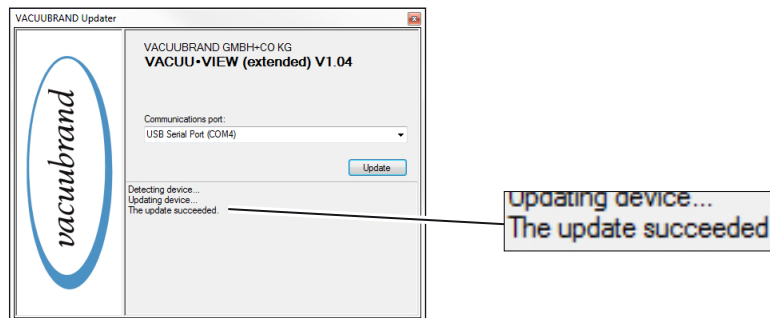 VACUUBRAND Updater
vacuubrand
VACUUBRAND GMBH+CO KG
VACUU•VIEW (extended) V1.04
Communications port:
USB Serial Port (COM4)
Update
Detecting device...
Updating device...
The update succeeded.
Updating device...
The update succeeded